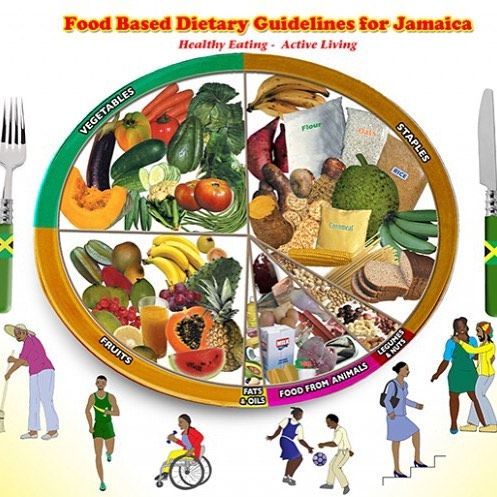 Food Based Dietary Guidelines for Jamaica
Healthy Eating - Active Living
VEGETABLES
STAPLES
Flour
Oats
RICE
Cornmeal
MILK
FRUITS
FATS
& OILS
FOOD FROM ANIMALS
LEGUMES
& NUTS